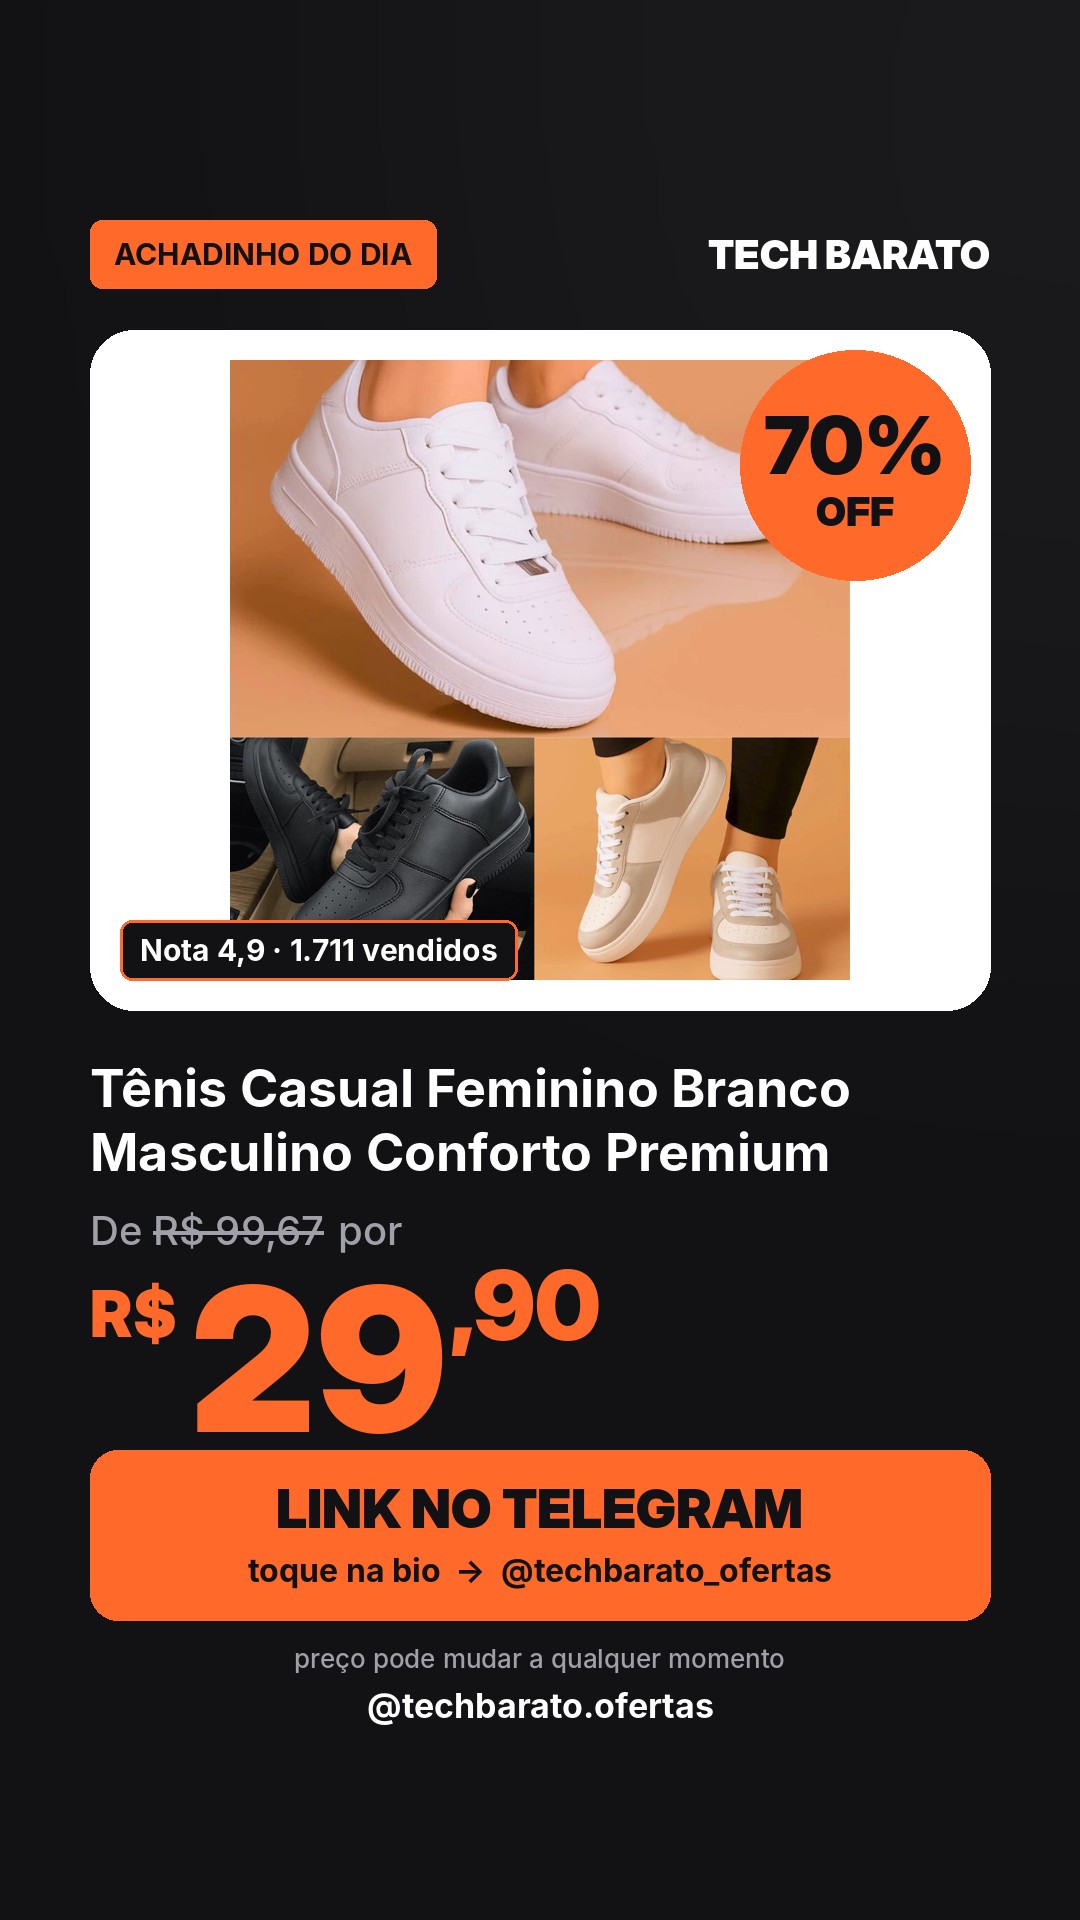 ACHADINHO DO DIA
TECH BARATO
70%
OFF
Nota 4,9 · 1.711 vendidos
Tênis Casual Feminino Branco
Masculino Conforto Premium
De R$ 99,67 por
R$ 29,90
LINK NO TELEGRAM
toque na bio → @techbarato_ofertas
preço pode mudar a qualquer momento
@techbarato.ofertas